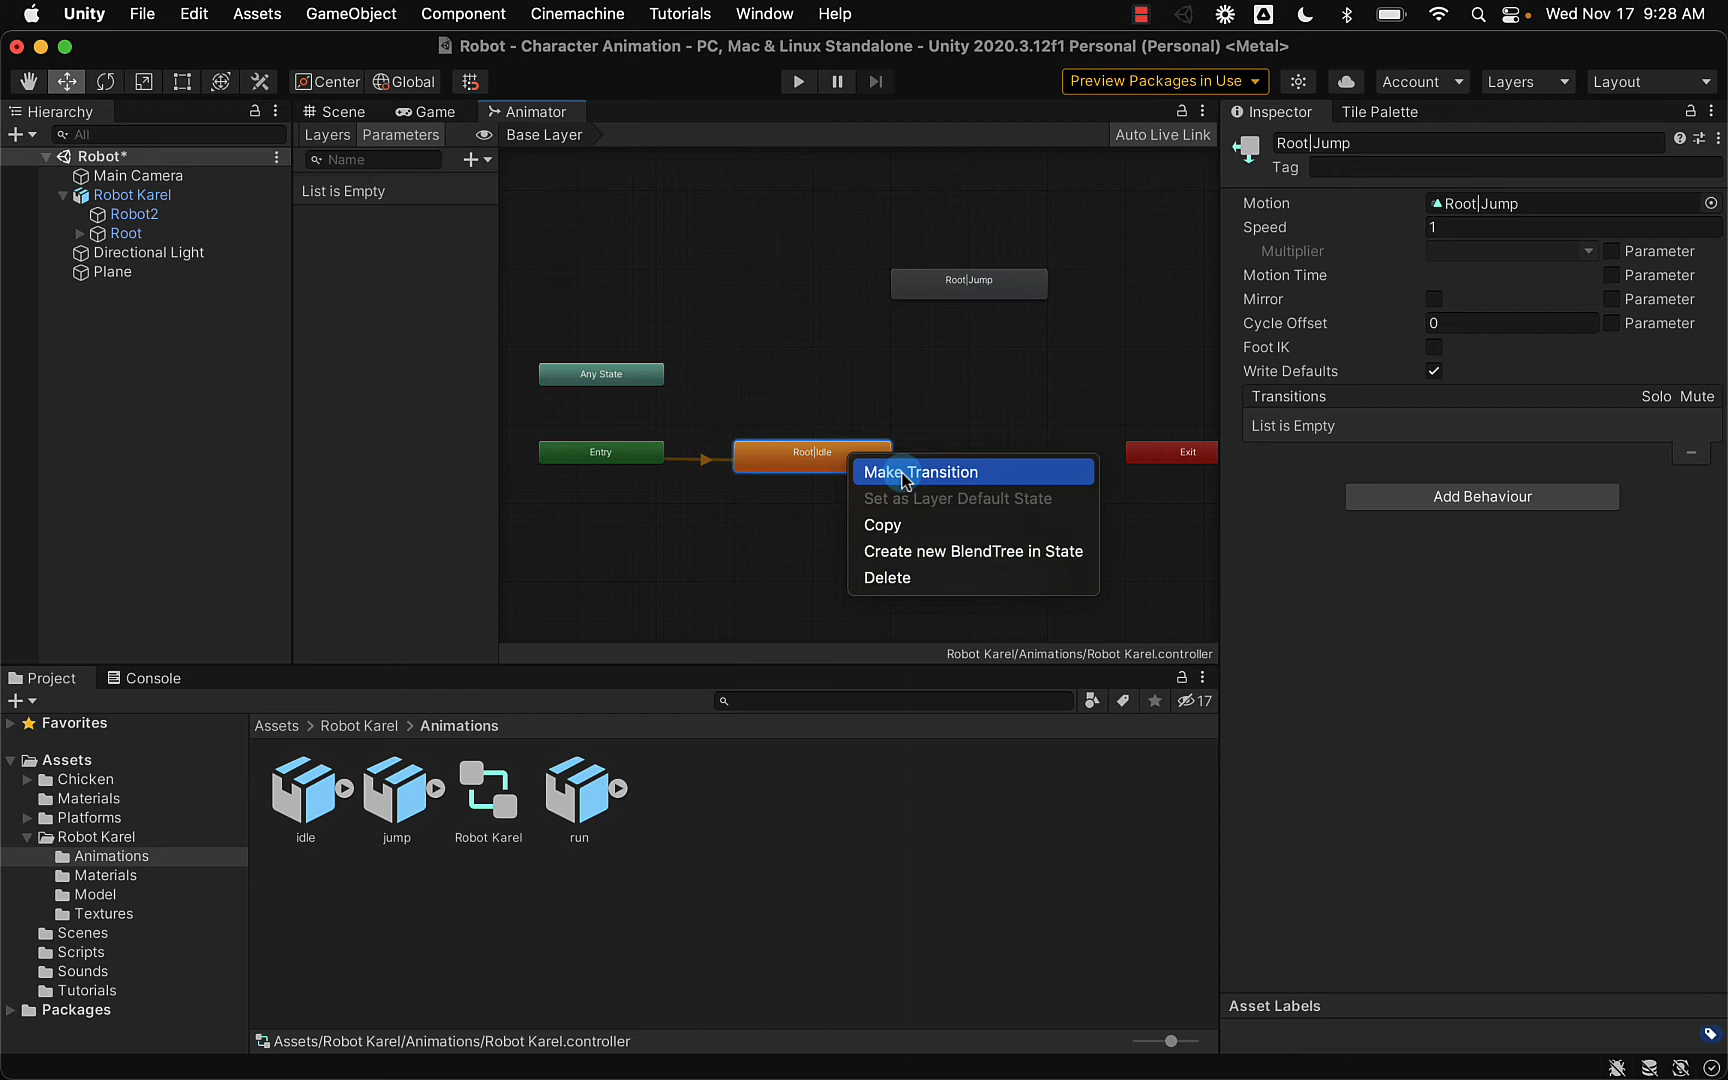 Unity File Edit Assets GameObject Component Cinemachine Tutorials Window Help Wed Nov 17 9:28 AM
Robot - Character Animation - PC, Mac & Linux Standalone - Unity 2020.3.12f1 Personal (Personal) <Metal>
Center Global Preview Packages in Use Account Layers Layout
Hierarchy
All
Robot*
Main Camera
Robot Karel
Robot2
Root
Directional Light
Plane
Scene Game Animator
Layers Parameters Base Layer Auto Live Link
Name
List is Empty
Root|Jump
Any State
Entry
Root|Idle
Exit
Make Transition
Set as Layer Default State
Copy
Create new BlendTree in State
Delete
Robot Karel/Animations/Robot Karel.controller
Inspector Tile Palette
Root|Jump
Tag
Motion Root|Jump
Speed 1
Multiplier Parameter
Motion Time Parameter
Mirror Parameter
Cycle Offset 0 Parameter
Foot IK
Write Defaults
Transitions Solo Mute
List is Empty
Add Behaviour
Asset Labels
Project Console
17
Favorites
Assets
Chicken
Materials
Platforms
Robot Karel
Animations
Materials
Model
Textures
Scenes
Scripts
Sounds
Tutorials
Packages
Assets > Robot Karel > Animations
idle jump Robot Karel run
Assets/Robot Karel/Animations/Robot Karel.controller